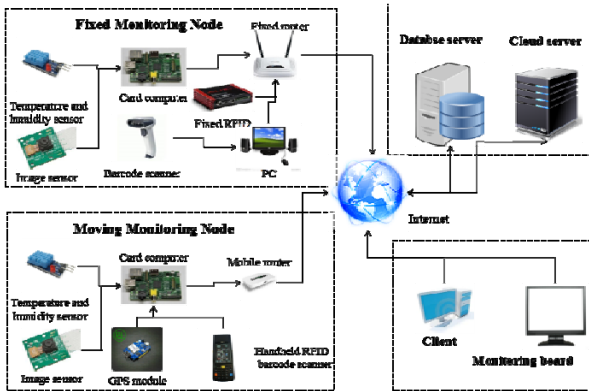 Fixed Monitoring Node
Fixed router
Temperature and
humidity sensor
Card computer
Fixed RFID
Image sensor
Barcode scanner
PC
Databse server
Cloud server
Internet
Moving Monitoring Node
Card computer
Mobile router
Temperature and
humidity sensor
Image sensor
GPS module
Handheld RFID
barcode scanner
Client
Monitoring board